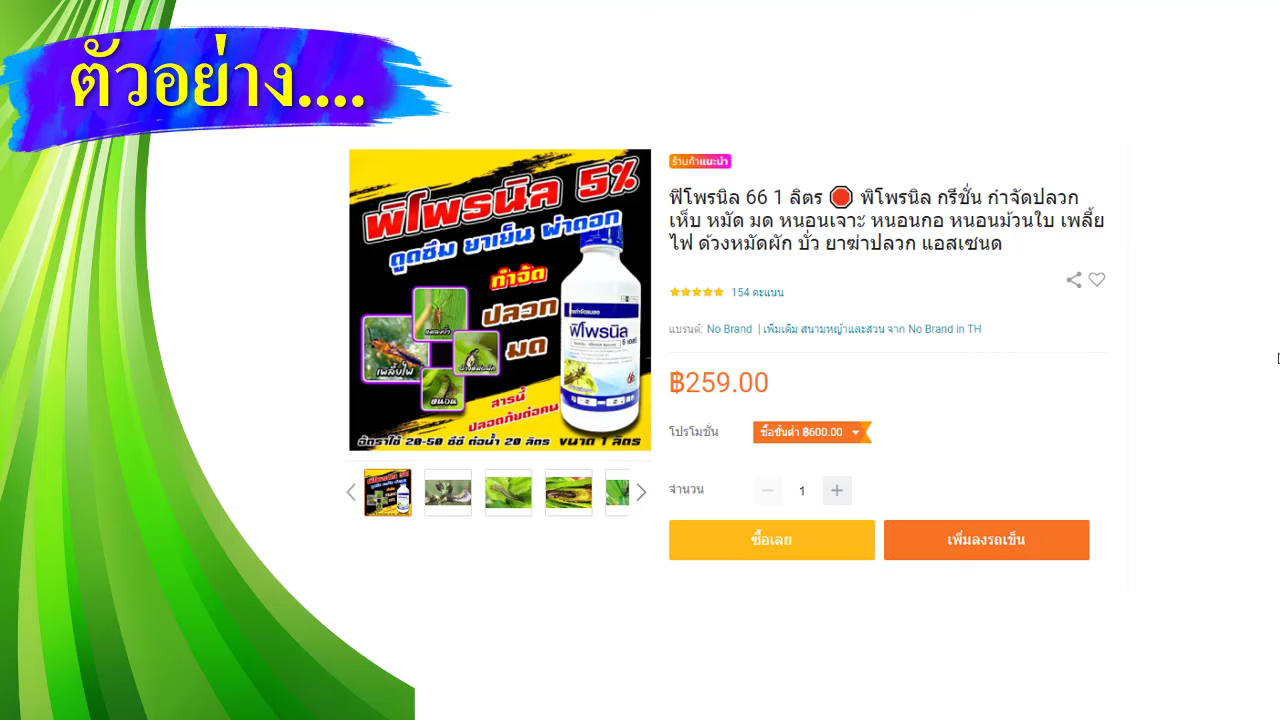 ตัวอย่าง....
พิโพรนิล 5%
ดูดซึม ยาเย็น ผ่าดอก
กำจัด
ปลวก
มด
เพลี้ยไฟ
หนอน
ฟิโพรนิล
5 เอสซี
สารนี้
ปลอดภัยต่อคน
อัตราใช้ 20-50 ซีซี ต่อน้ำ 20 ลิตร ขนาด 1 ลิตร
ร้านค้าแนะนำ
ฟิโพรนิล 66 1 ลิตร 🛑 พิโพรนิล กรีซั่น กำจัดปลวก
เห็บ หมัด มด หนอนเจาะ หนอนกอ หนอนม้วนใบ เพลี้ย
ไฟ ด้วงหมัดผัก บั่ว ยาฆ่าปลวก แอสเซนด
154 คะแนน
แบรนด์: No Brand | เพิ่มเติม สนามหญ้าและสวน จาก No Brand in TH
฿259.00
โปรโมชั่น ซื้อขั้นต่ำ ฿600.00
จำนวน 1
ซื้อเลย เพิ่มลงรถเข็น